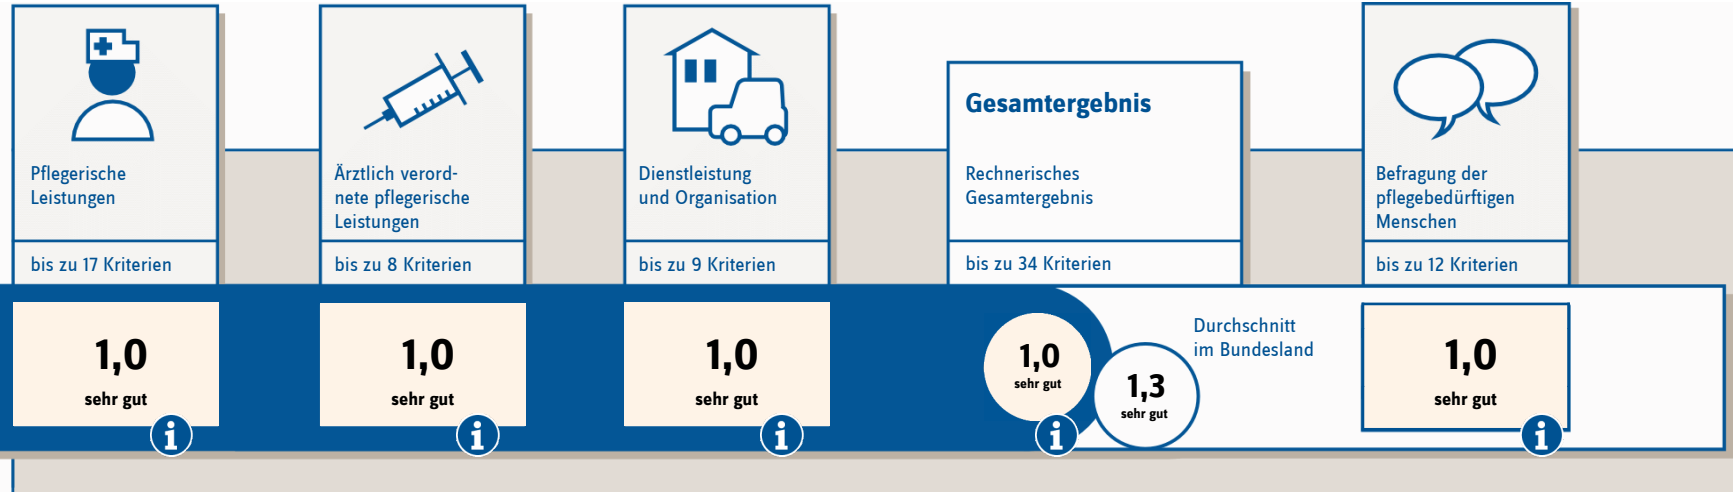 Pflegerische
Leistungen
bis zu 17 Kriterien
1,0
sehr gut
i
Ärztlich verord-
nete pflegerische
Leistungen
bis zu 8 Kriterien
1,0
sehr gut
i
Dienstleistung
und Organisation
bis zu 9 Kriterien
1,0
sehr gut
i
Gesamtergebnis
Rechnerisches
Gesamtergebnis
bis zu 34 Kriterien
1,0
sehr gut
i
1,3
sehr gut
Durchschnitt
im Bundesland
Befragung der
pflegebedürftigen
Menschen
bis zu 12 Kriterien
1,0
sehr gut
i